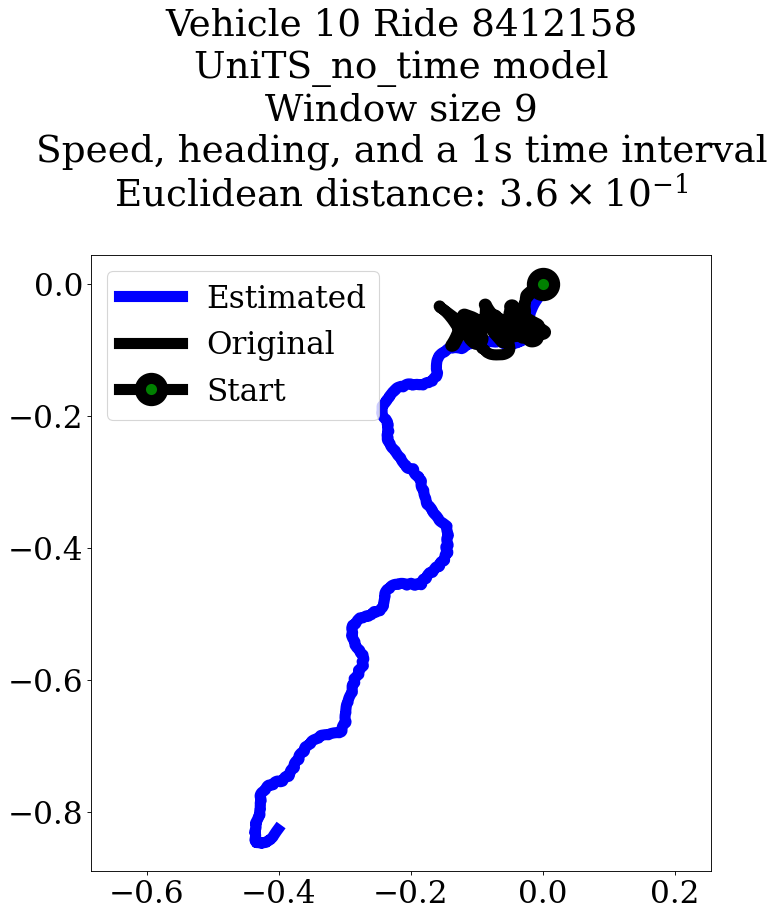 Vehicle 10 Ride 8412158
UniTS_no_time model
Window size 9
Speed, heading, and a 1s time interval
Euclidean distance: 3.6 × 10⁻¹
Estimated
Original
Start
0.0
−0.2
−0.4
−0.6
−0.8
−0.6 −0.4 −0.2 0.0 0.2